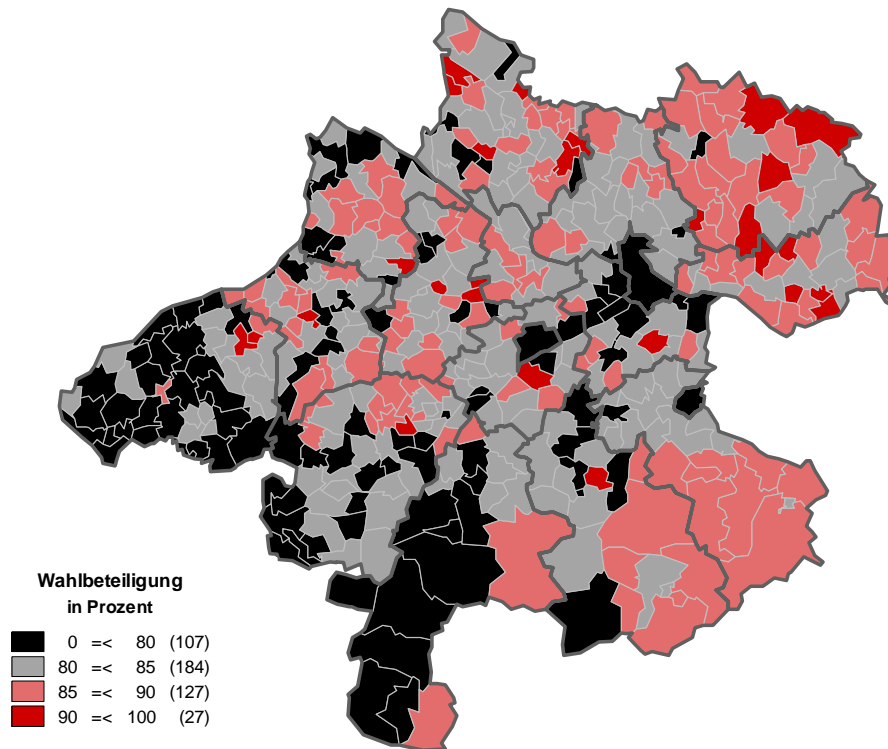 Wahlbeteiligung
in Prozent
0 =< 80 (107)
80 =< 85 (184)
85 =< 90 (127)
90 =< 100 (27)